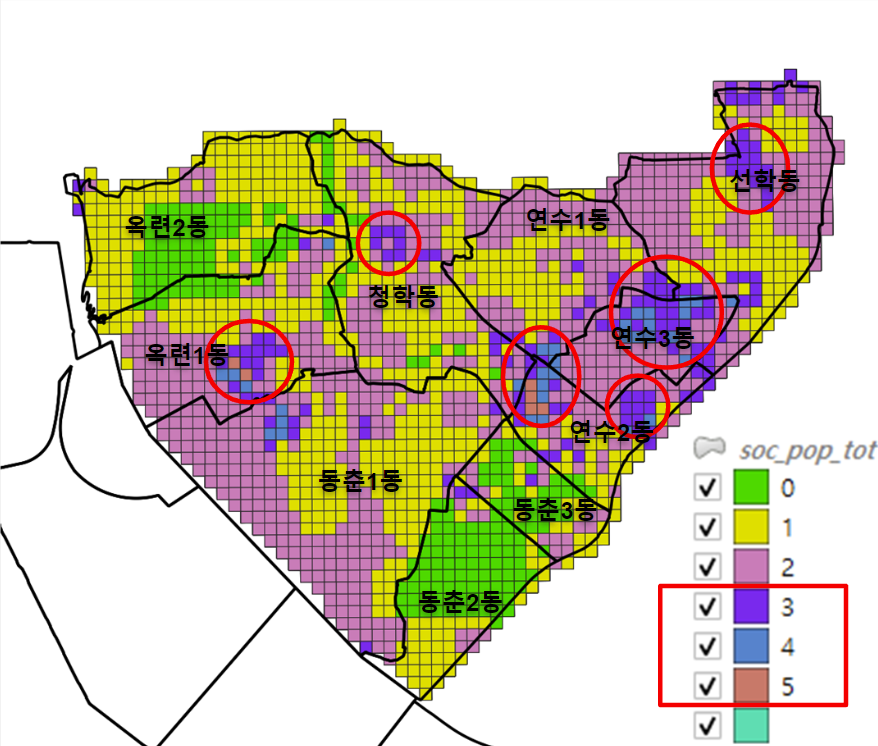 선학동
연수1동
옥련2동
청학동
연수3동
옥련1동
연수2동
동춘1동
동춘3동
동춘2동
soc_pop_tot
0
1
2
3
4
5